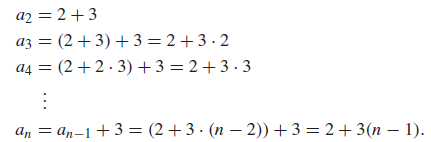 a₂ = 2 + 3
a₃ = (2 + 3) + 3 = 2 + 3 · 2
a₄ = (2 + 2 · 3) + 3 = 2 + 3 · 3
⋮
aₙ = aₙ₋₁ + 3 = (2 + 3 · (n − 2)) + 3 = 2 + 3(n − 1).